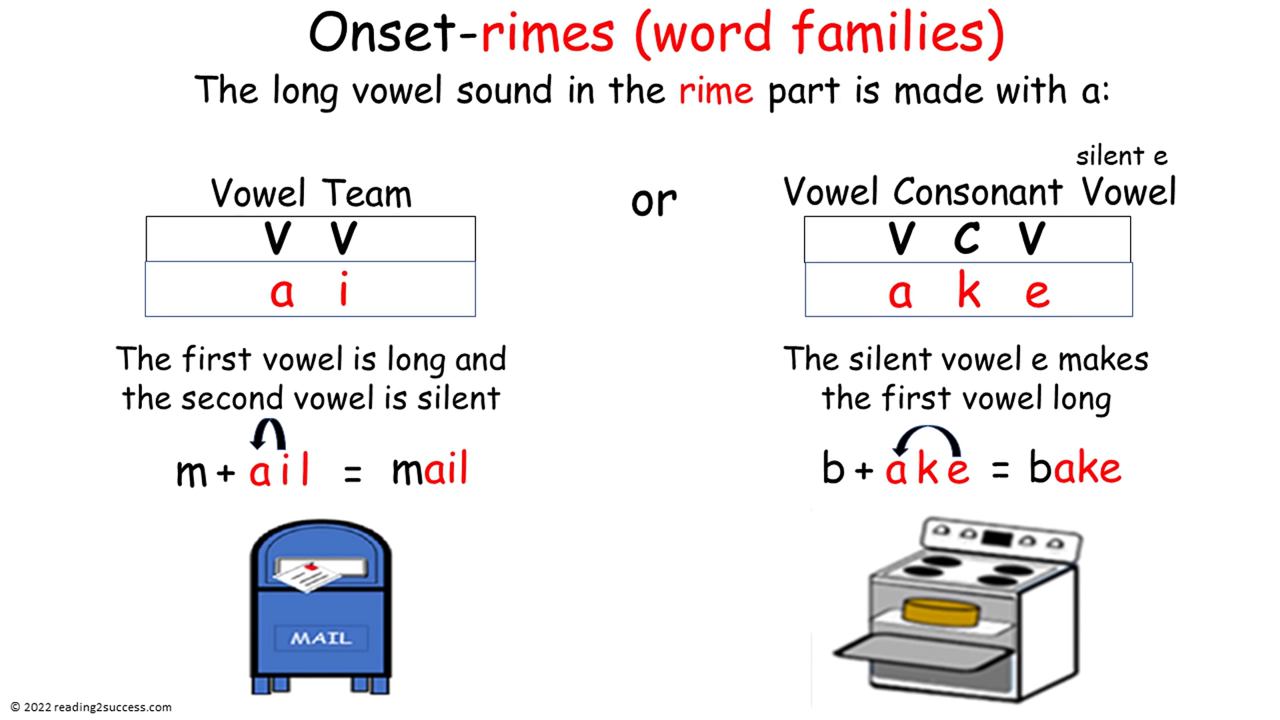 Onset-rimes (word families)
The long vowel sound in the rime part is made with a:
Vowel Team
V V
a i
The first vowel is long and
the second vowel is silent
m + a i l = mail
MAIL
or
silent e
Vowel Consonant Vowel
V C V
a k e
The silent vowel e makes
the first vowel long
b + a k e = bake
© 2022 reading2success.com